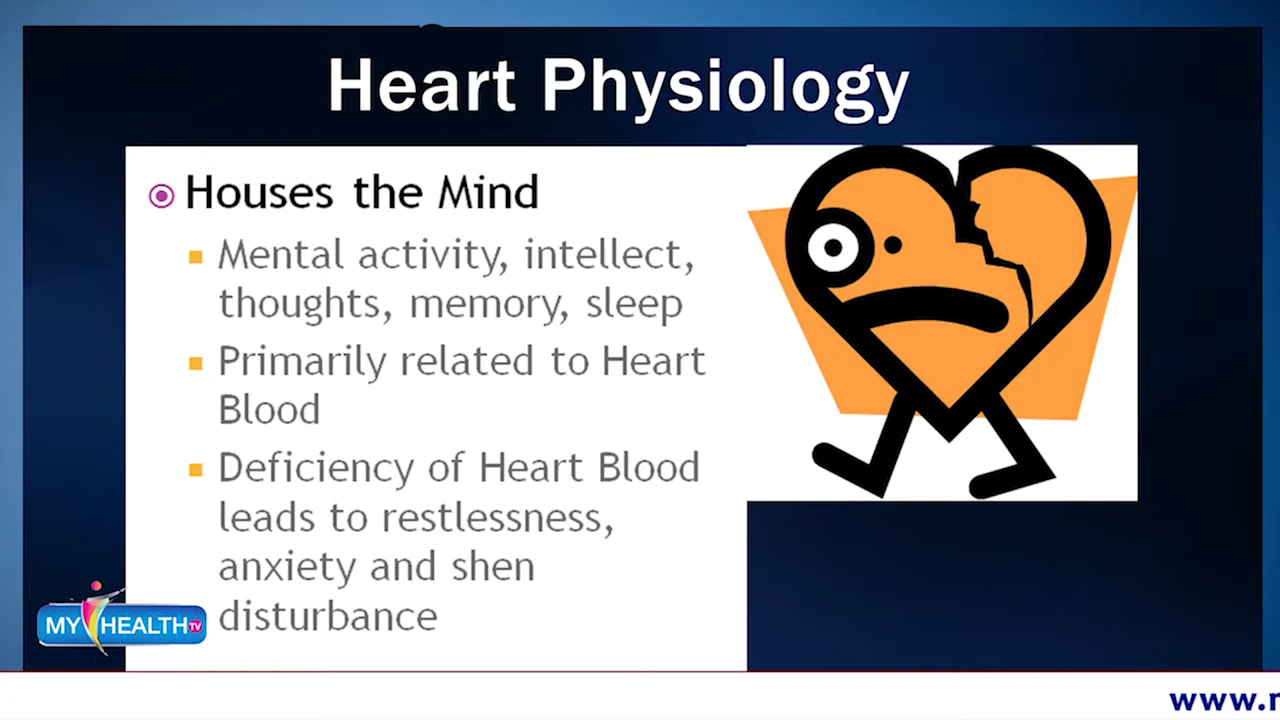 Heart Physiology
Houses the Mind
Mental activity, intellect,
thoughts, memory, sleep
Primarily related to Heart
Blood
Deficiency of Heart Blood
leads to restlessness,
anxiety and shen
disturbance
MY HEALTH TV
www.